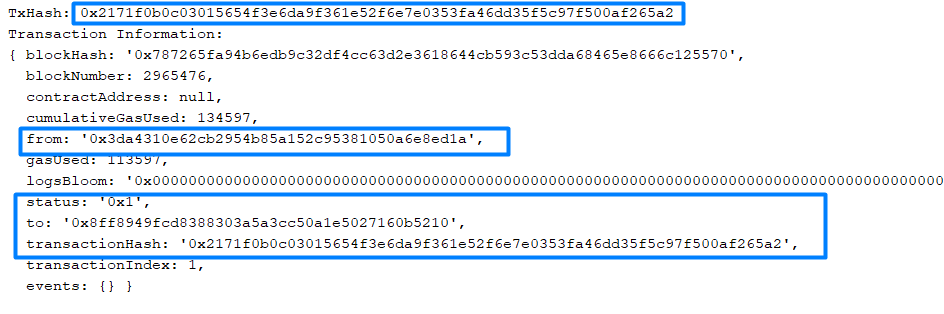 TxHash: 0x2171f0b0c03015654f3e6da9f361e52f6e7e0353fa46dd35f5c97f500af265a2
Transaction Information:
{ blockHash: '0x787265fa94b6edb9c32df4cc63d2e3618644cb593c53dda68465e8666c125570',
blockNumber: 2965476,
contractAddress: null,
cumulativeGasUsed: 134597,
from: '0x3da4310e62cb2954b85a152c95381050a6e8ed1a',
gasUsed: 113597,
logsBloom: '0x0000000000000000000000000000000000000000000000000000000000000000000000000000000000000000
status: '0x1',
to: '0x8ff8949fcd8388303a5a3cc50a1e5027160b5210',
transactionHash: '0x2171f0b0c03015654f3e6da9f361e52f6e7e0353fa46dd35f5c97f500af265a2',
transactionIndex: 1,
events: {} }